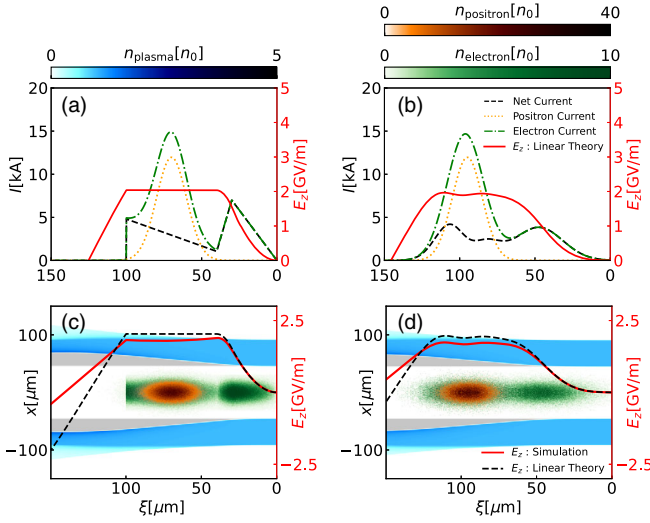 n_positron[n_0]
0 40
n_plasma[n_0]
n_electron[n_0]
0 5
0 10
(a)
(b)
Net Current
Positron Current
Electron Current
E_z : Linear Theory
I[kA]
20
15
10
5
0
E_z[GV/m]
5
4
3
2
1
0
150 100 50 0
I[kA]
20
15
10
5
0
E_z[GV/m]
5
4
3
2
1
0
150 100 50 0
(c)
(d)
x[μm]
100
0
−100
E_z[GV/m]
2.5
0
−2.5
150 100 50 0
ξ[μm]
E_z[GV/m]
2.5
0
−2.5
E_z : Simulation
E_z : Linear Theory
150 100 50 0
ξ[μm]